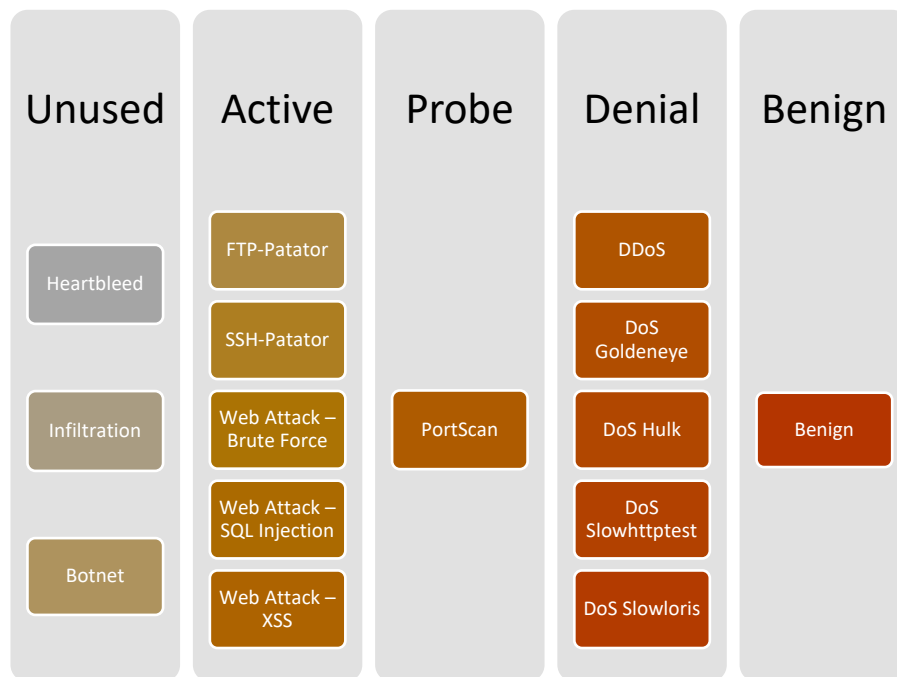 Unused
Heartbleed
Infiltration
Botnet
Active
FTP-Patator
SSH-Patator
Web Attack –
Brute Force
Web Attack –
SQL Injection
Web Attack –
XSS
Probe
PortScan
Denial
DDoS
DoS
Goldeneye
DoS Hulk
DoS
Slowhttptest
DoS Slowloris
Benign
Benign